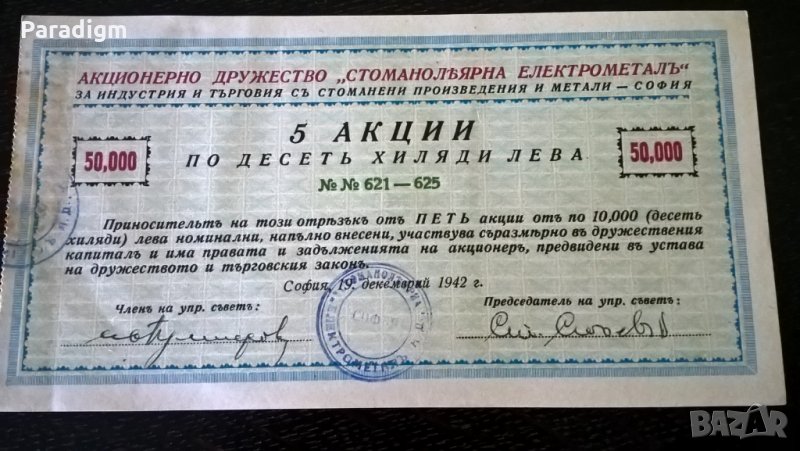 Paradigm
АКЦИОНЕРНО ДРУЖЕСТВО „СТОМАНОЛѢЯРНА ЕЛЕКТРОМЕТАЛЪ“
ЗА ИНДУСТРИЯ И ТЪРГОВИЯ СЪ СТОМАНЕНИ ПРОИЗВЕДЕНИЯ И МЕТАЛИ — СОФИЯ
5 АКЦИИ
50,000 ПО ДЕСЕТЬ ХИЛЯДИ ЛЕВА 50,000
№ № 621 — 625
Приносительтъ на този отрѣзъкъ отъ ПЕТЬ акции отъ по 10,000 (десеть
хиляди) лева номинални, напълно внесени, участвува съразмѣрно въ дружествения
капиталъ и има правата и задълженията на акционеръ, предвидени въ устава
на дружеството и търговския законъ.
София, 19. декемврий 1942 г.
Членъ на упр. съветъ:
Председатель на упр. съветъ:
BAZAR